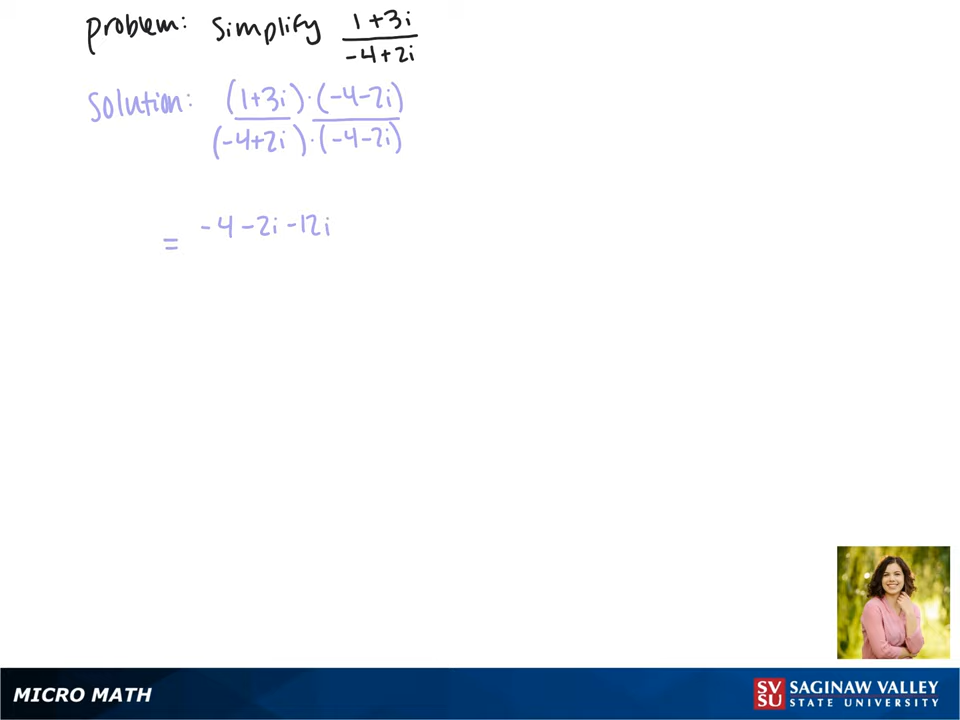 Problem: Simplify 1+3i
-4+2i
Solution: (1+3i)·(-4-2i)
(-4+2i)·(-4-2i)
= -4-2i-12i
MICRO MATH
SV
SU
SAGINAW VALLEY
STATE UNIVERSITY